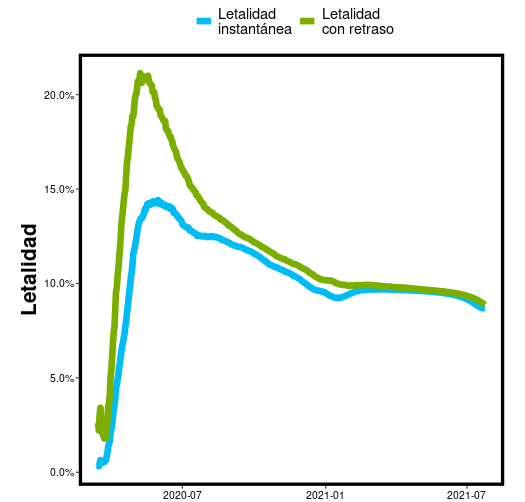 Letalidad
instantánea
Letalidad
con retraso
Letalidad
20.0%
15.0%
10.0%
5.0%
0.0%
2020-07
2021-01
2021-07